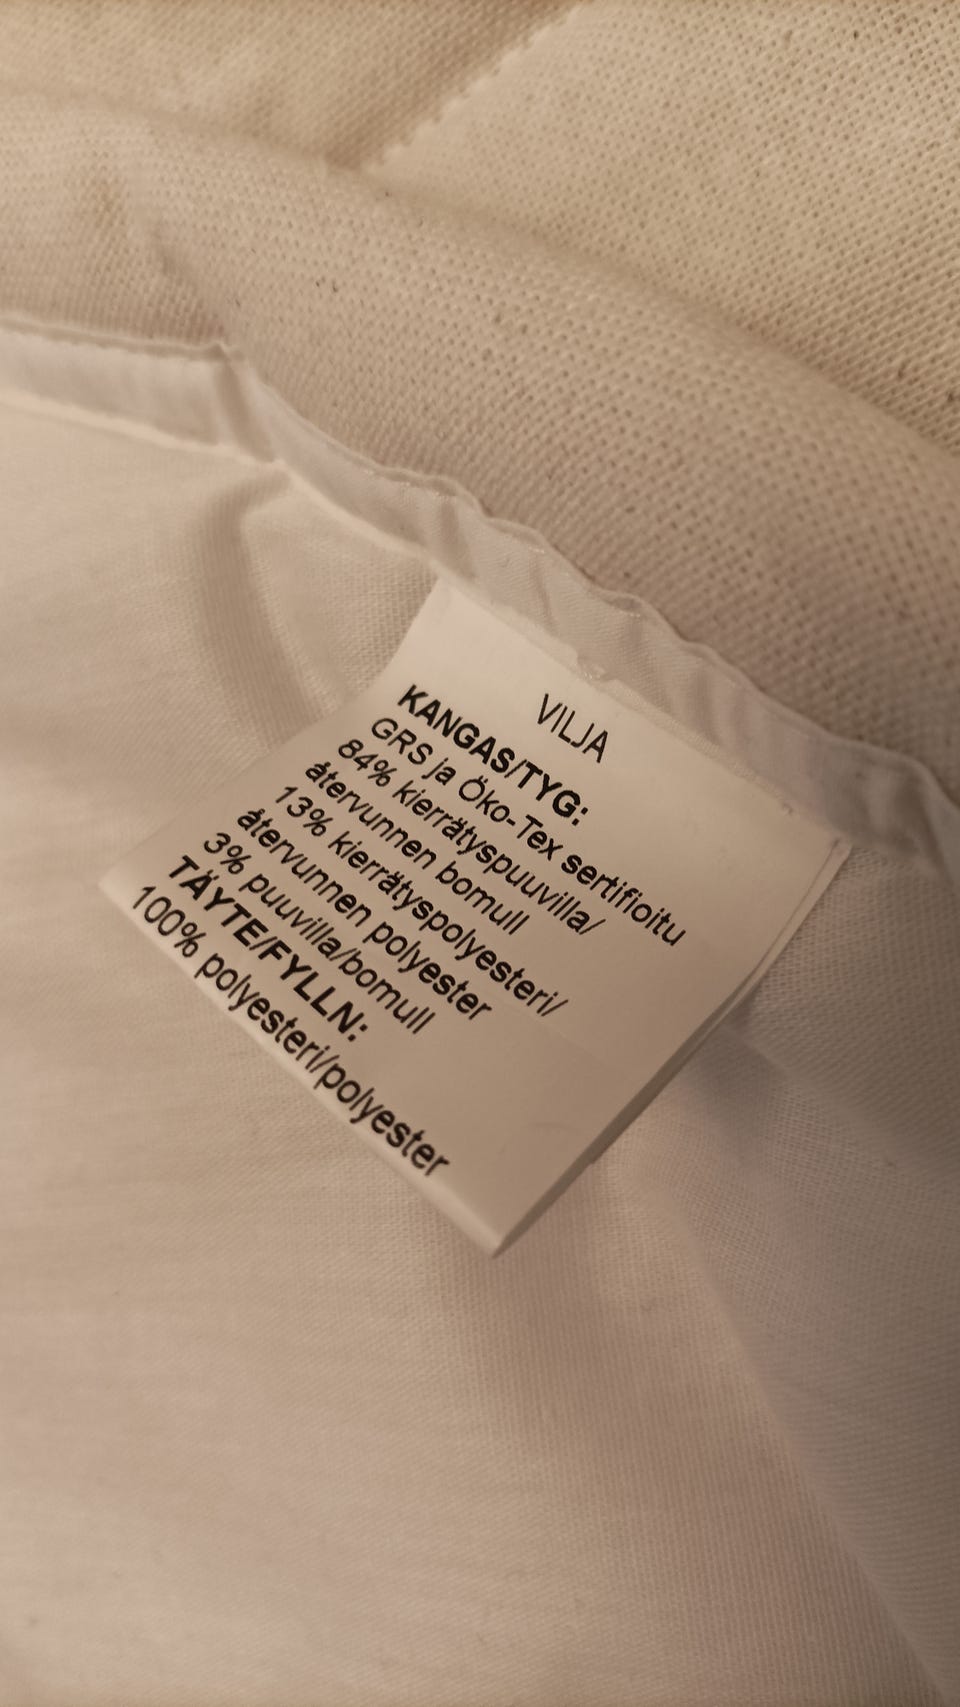 VILJA
KANGAS/TYG:
GRS ja Öko-Tex sertifioitu
84% kierrätyspuuvilla/
återvunnen bomull
13% kierrätyspolyesteri/
återvunnen polyester
3% puuvilla/bomull
TÄYTE/FYLLN:
100% polyesteri/polyester